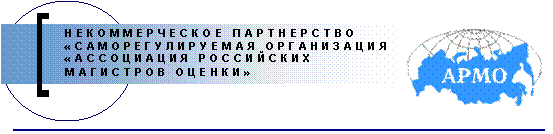 НЕКОММЕРЧЕСКОЕ ПАРТНЕРСТВО
«САМОРЕГУЛИРУЕМАЯ ОРГАНИЗАЦИЯ
«АССОЦИАЦИЯ РОССИЙСКИХ
МАГИСТРОВ ОЦЕНКИ»
АРМО